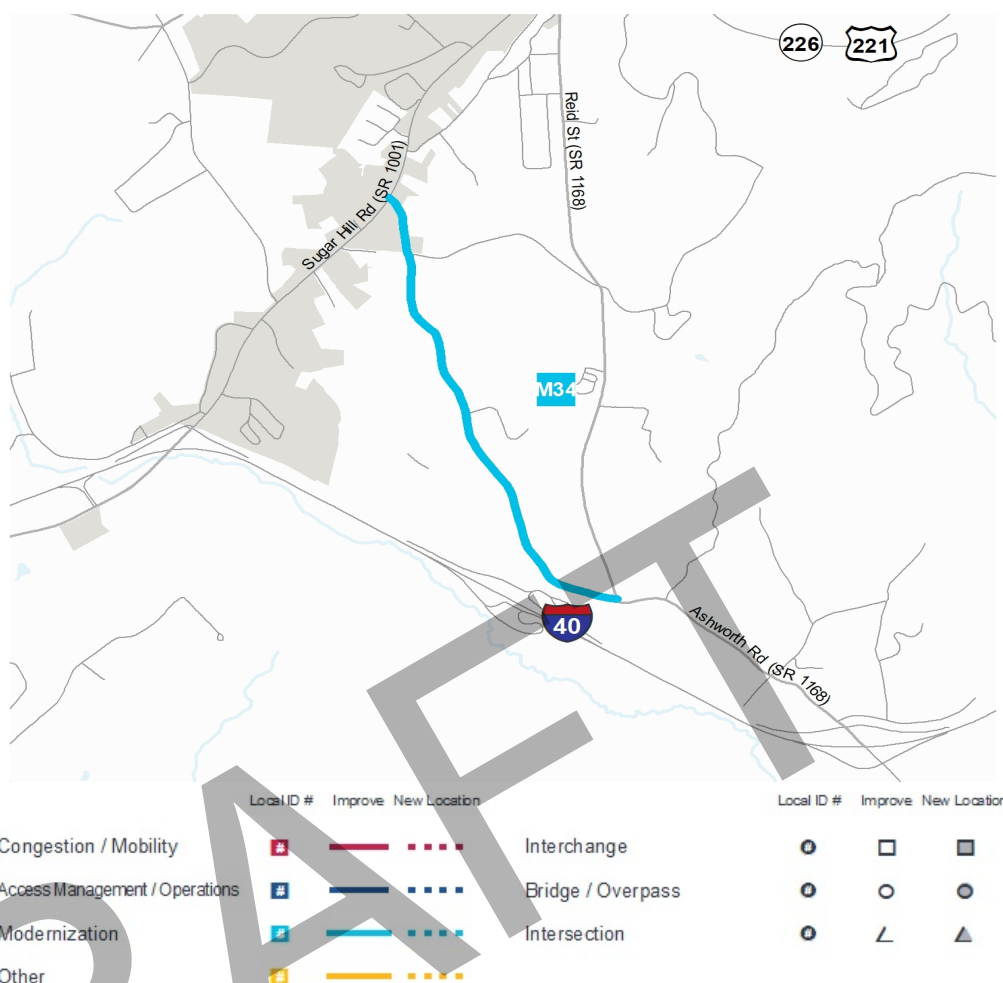 226 221
Reid St (SR 1168)
Sugar Hill Rd (SR 1001)
M34
40
Ashworth Rd (SR 1168)
DRAFT
Local ID # Improve New Location Local ID # Improve New Location
Congestion / Mobility # Interchange #
Access Management / Operations # Bridge / Overpass #
Modernization # Intersection #
Other #